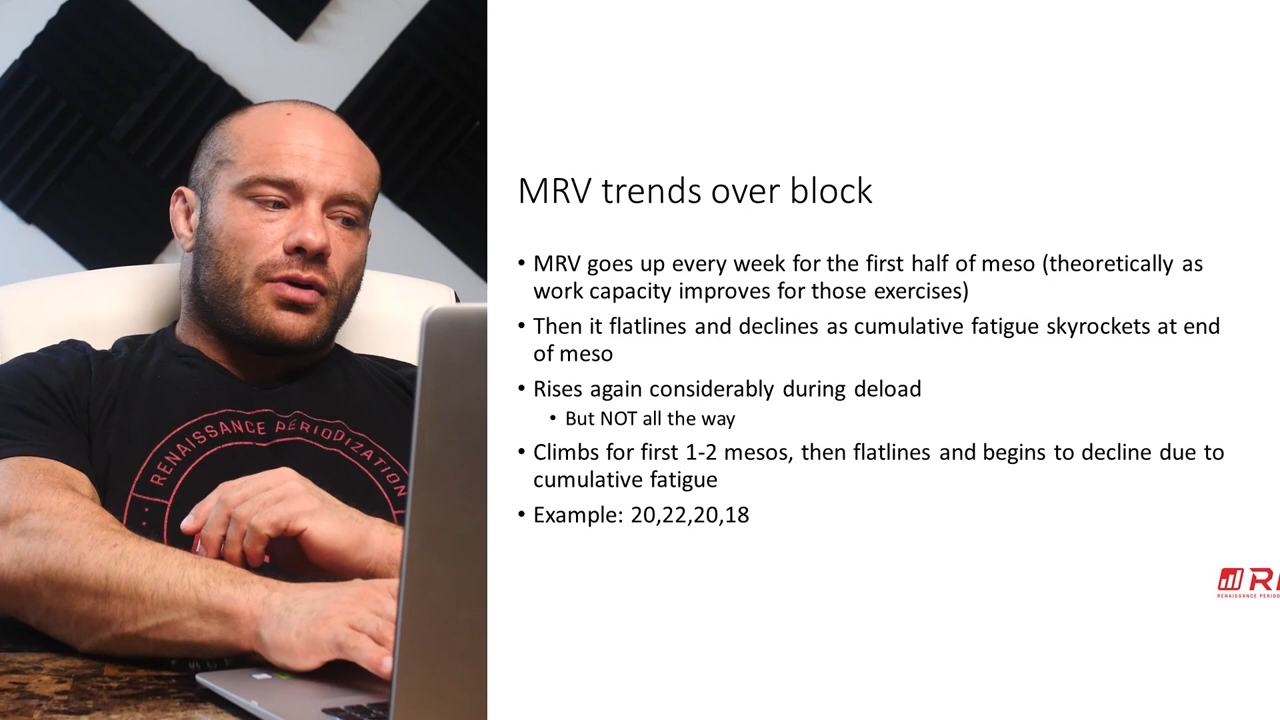 RENAISSANCE PERIODIZATION
MRV trends over block
• MRV goes up every week for the first half of meso (theoretically as
work capacity improves for those exercises)
• Then it flatlines and declines as cumulative fatigue skyrockets at end
of meso
• Rises again considerably during deload
• But NOT all the way
• Climbs for first 1-2 mesos, then flatlines and begins to decline due to
cumulative fatigue
• Example: 20,22,20,18